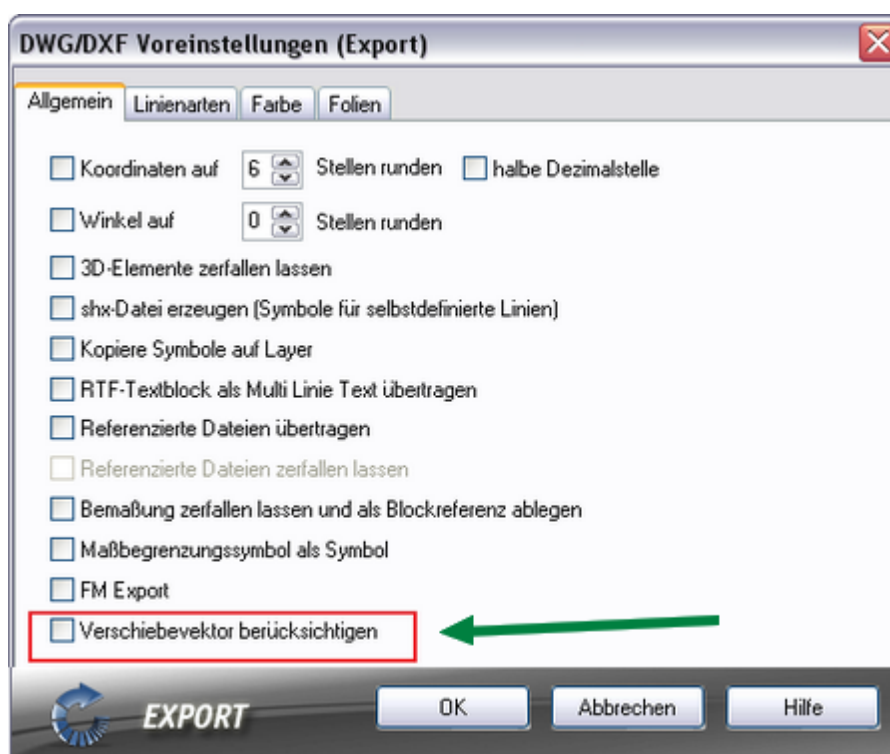 DWG/DXF Voreinstellungen (Export)
Allgemein Linienarten Farbe Folien
Koordinaten auf 6 Stellen runden halbe Dezimalstelle
Winkel auf 0 Stellen runden
3D-Elemente zerfallen lassen
shx-Datei erzeugen (Symbole für selbstdefinierte Linien)
Kopiere Symbole auf Layer
RTF-Textblock als Multi Linie Text übertragen
Referenzierte Dateien übertragen
Referenzierte Dateien zerfallen lassen
Bemaßung zerfallen lassen und als Blockreferenz ablegen
Maßbegrenzungssymbol als Symbol
FM Export
Verschiebevektor berücksichtigen
EXPORT OK Abbrechen Hilfe